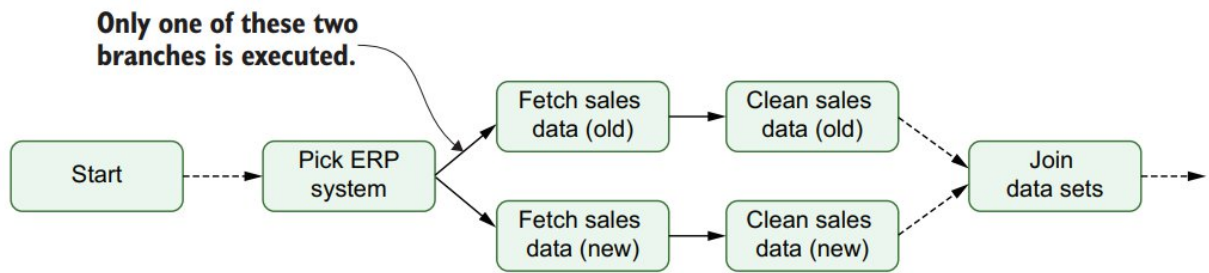 Only one of these two
branches is executed.
Start
Pick ERP
system
Fetch sales
data (old)
Clean sales
data (old)
Fetch sales
data (new)
Clean sales
data (new)
Join
data sets